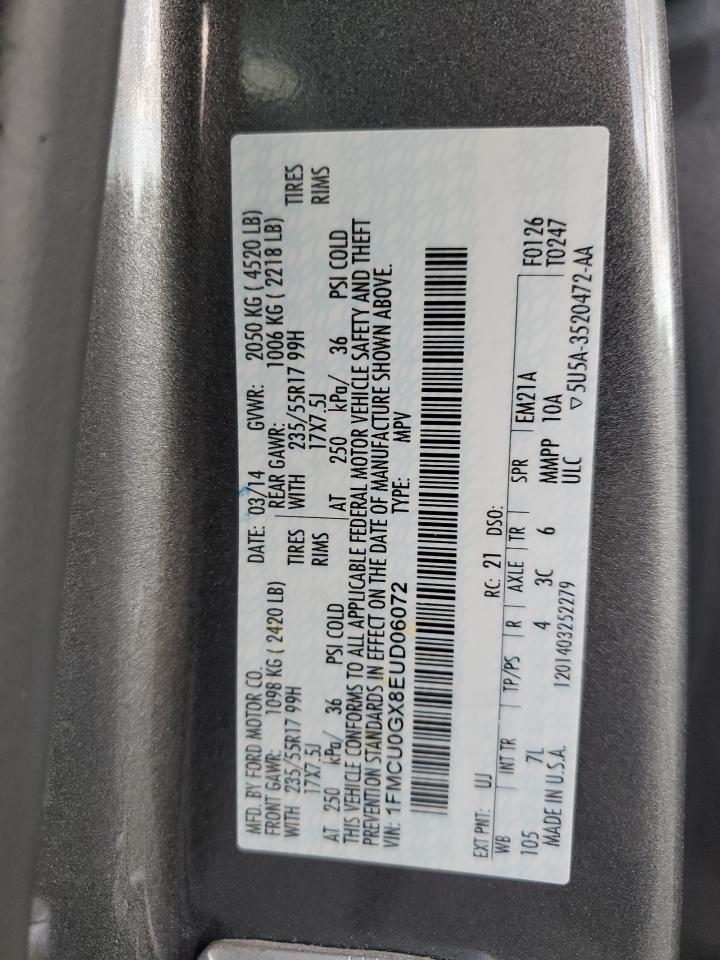 MFD. BY FORD MOTOR CO. DATE: 03/14 GVWR: 2050 KG ( 4520 LB)
FRONT GAWR: 1098 KG ( 2420 LB) REAR GAWR: 1006 KG ( 2218 LB)
WITH 235/55R17 99H TIRES WITH 235/55R17 99H TIRES
17X7.5J RIMS 17X7.5J RIMS
AT 250 kPa/ 36 PSI COLD AT 250 kPa/ 36 PSI COLD
THIS VEHICLE CONFORMS TO ALL APPLICABLE FEDERAL MOTOR VEHICLE SAFETY AND THEFT
PREVENTION STANDARDS IN EFFECT ON THE DATE OF MANUFACTURE SHOWN ABOVE.
VIN: 1FMCU0GX8EUD06072 TYPE: MPV
EXT PNT: UJ RC: 21 DSO:
WB INT TR TP/PS R AXLE TR SPR EM21A F0126
105 7L 4 3C 6 MMPP 10A T0247
MADE IN U.S.A. 1201403252279 ULC ▽5U5A-3520472-AA